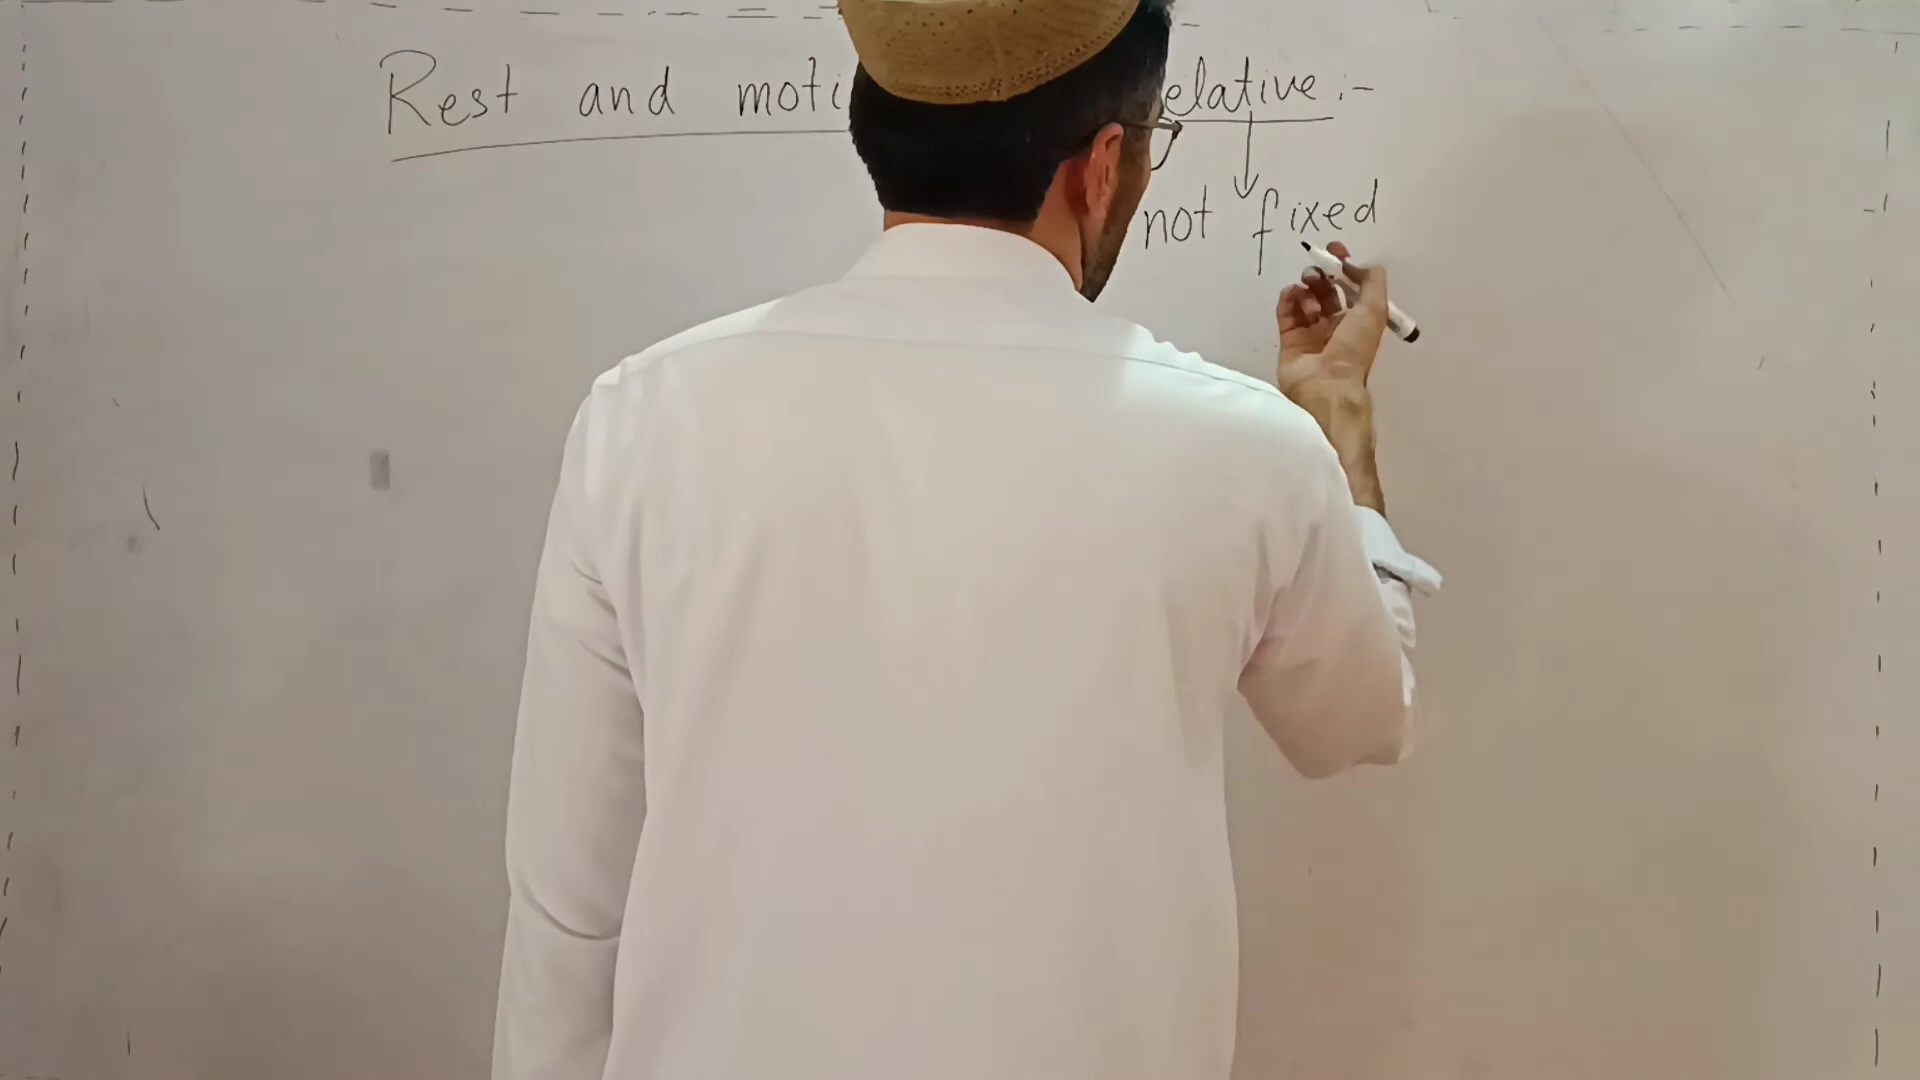 Rest and moti elative :-
not fixed